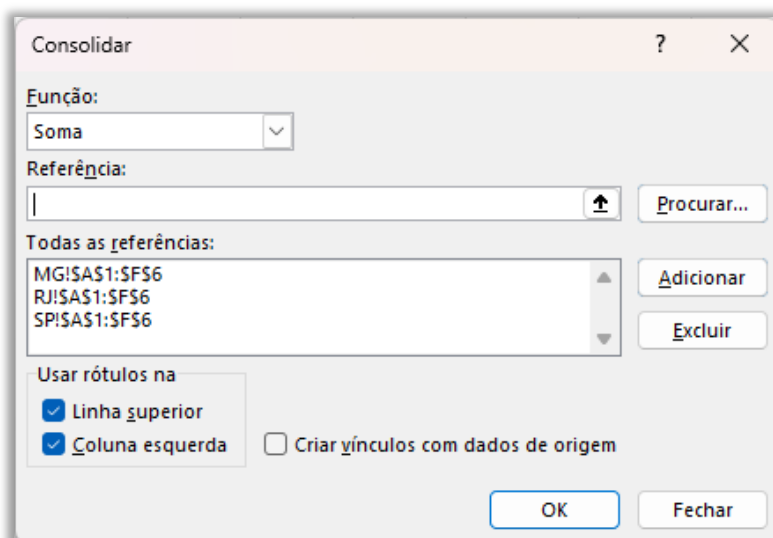 Consolidar
Função:
Soma
Referência:
Procurar...
Todas as referências:
MG!$A$1:$F$6
RJ!$A$1:$F$6
SP!$A$1:$F$6
Adicionar
Excluir
Usar rótulos na
Linha superior
Coluna esquerda
Criar vínculos com dados de origem
OK
Fechar